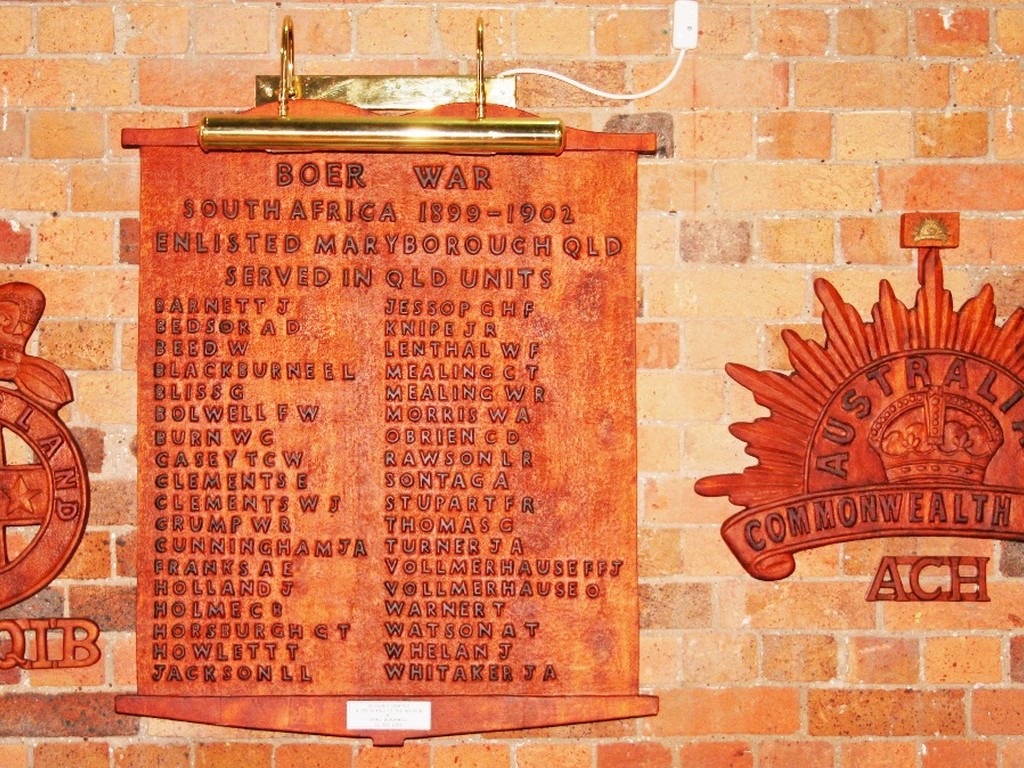 BOER WAR
SOUTH AFRICA 1899-1902
ENLISTED MARYBOROUGH QLD
SERVED IN QLD UNITS
BARNETT J
BEDSOR A D
BEED W
BLACKBURNE E L
BLISS G
BOLWELL F W
BURN W G
CASEY T C W
CLEMENTS E
CLEMENTS W J
CRUMP W R
CUNNINGHAM J A
FRANKS A E
HOLLAND J
HOLME C B
HORSBURGH G T
HOWLETT T
JACKSON L L
JESSOP G H F
KNIPE J R
LENTHAL W F
MEALING C T
MEALING W R
MORRIS W A
OBRIEN C D
RAWSON L R
SONTAG A
STUPART F R
THOMAS G
TURNER J A
VOLLMERHAUSE F F J
VOLLMERHAUSE O
WARNER T
WATSON A T
WHELAN J
WHITAKER J A
LAND
QIB
AUSTRALIA
COMMONWEALTH
ACH